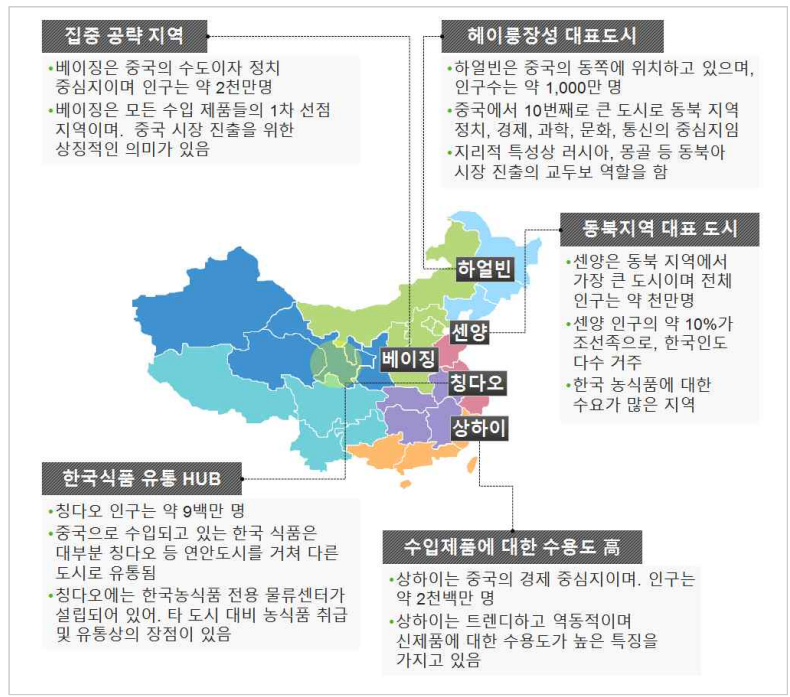 집중 공략 지역
•베이징은 중국의 수도이자 정치
중심지이며 인구는 약 2천만명
•베이징은 모든 수입 제품들의 1차 선점
지역이며. 중국 시장 진출을 위한
상징적인 의미가 있음
헤이룽장성 대표도시
•하얼빈은 중국의 동쪽에 위치하고 있으며,
인구수는 약 1,000만 명
•중국에서 10번째로 큰 도시로 동북 지역
정치, 경제, 과학, 문화, 통신의 중심지임
•지리적 특성상 러시아, 몽골 등 동북아
시장 진출의 교두보 역할을 함
동북지역 대표 도시
•센양은 동북 지역에서
가장 큰 도시이며 전체
인구는 약 천만명
•센양 인구의 약 10%가
조선족으로, 한국인도
다수 거주
•한국 농식품에 대한
수요가 많은 지역
하얼빈
센양
베이징
칭다오
상하이
한국식품 유통 HUB
•칭다오 인구는 약 9백만 명
•중국으로 수입되고 있는 한국 식품은
대부분 칭다오 등 연안도시를 거쳐 다른
도시로 유통됨
•칭다오에는 한국농식품 전용 물류센터가
설립되어 있어. 타 도시 대비 농식품 취급
및 유통상의 장점이 있음
수입제품에 대한 수용도 高
•상하이는 중국의 경제 중심지이며. 인구는
약 2천백만 명
•상하이는 트렌디하고 역동적이며
신제품에 대한 수용도가 높은 특징을
가지고 있음